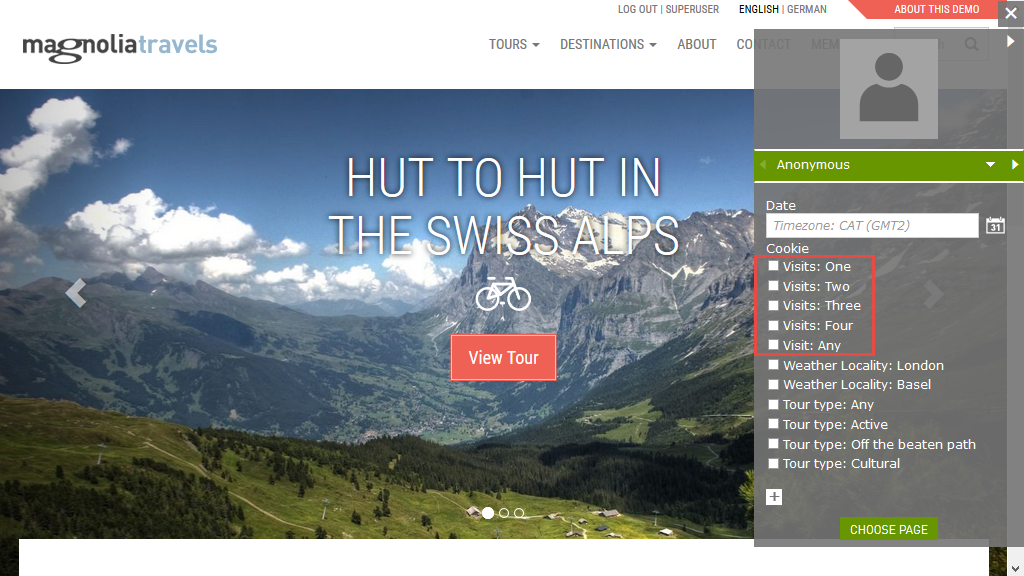 LOG OUT | SUPERUSER ENGLISH | GERMAN ABOUT THIS DEMO
magnoliatravels TOURS DESTINATIONS ABOUT CONTACT
HUT TO HUT IN
THE SWISS ALPS
View Tour
Anonymous
Date
Timezone: CAT (GMT2)
31
Cookie
Visits: One
Visits: Two
Visits: Three
Visits: Four
Visit: Any
Weather Locality: London
Weather Locality: Basel
Tour type: Any
Tour type: Active
Tour type: Off the beaten path
Tour type: Cultural
+
CHOOSE PAGE